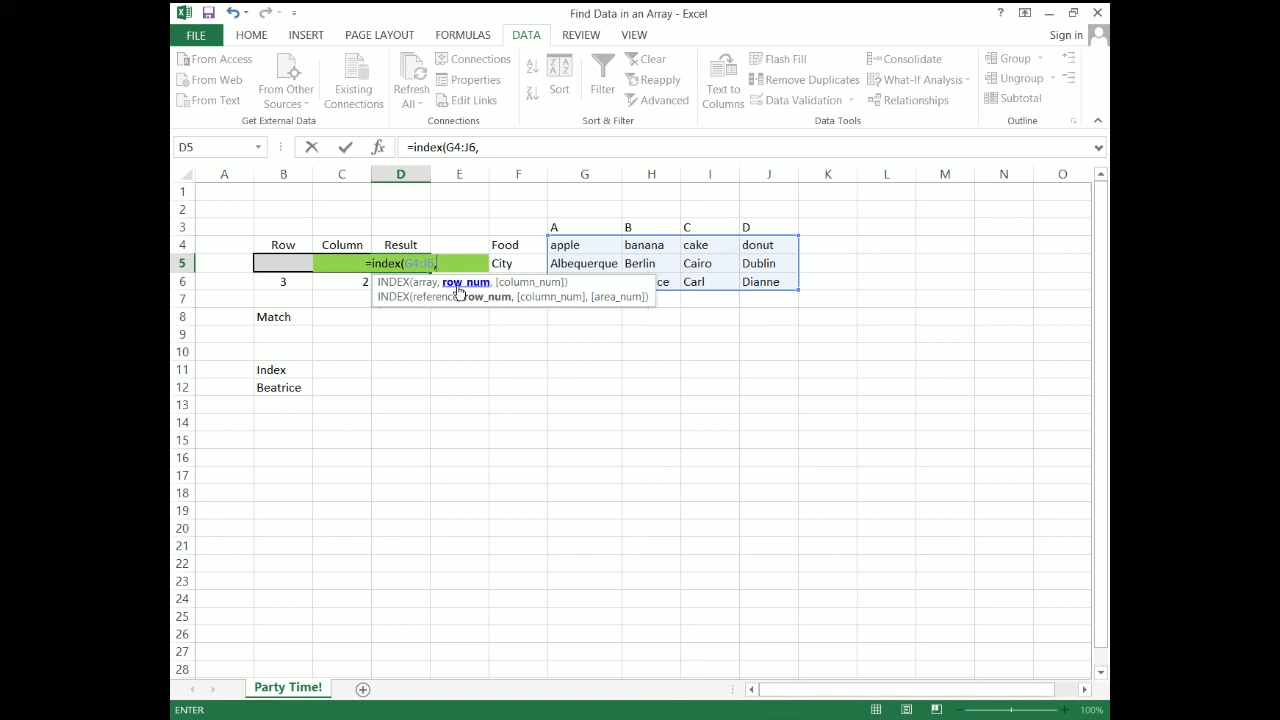 Find Data in an Array - Excel
?
FILE HOME INSERT PAGE LAYOUT FORMULAS DATA REVIEW VIEW Sign in
From Access
From Web
From Text
From Other
Sources
Existing
Connections
Get External Data
Refresh
All
Connections
Properties
Edit Links
Connections
Sort
Filter
Clear
Reapply
Advanced
Sort & Filter
Text to
Columns
Flash Fill
Remove Duplicates
Data Validation
Consolidate
What-If Analysis
Relationships
Data Tools
Group
Ungroup
Subtotal
Outline
D5 fx =index(G4:J6,
A B C D E F G H I J K L M N O
1
2
3 A B C D
4 Row Column Result Food apple banana cake donut
5 =index(G4:J6, City Albequerque Berlin Cairo Dublin
6 3 2 INDEX(array, row_num, [column_num]) ce Carl Dianne
INDEX(reference, row_num, [column_num], [area_num])
7
8 Match
9
10
11 Index
12 Beatrice
13
14
15
16
17
18
19
20
21
22
23
24
25
26
27
28
Party Time!
ENTER 100%